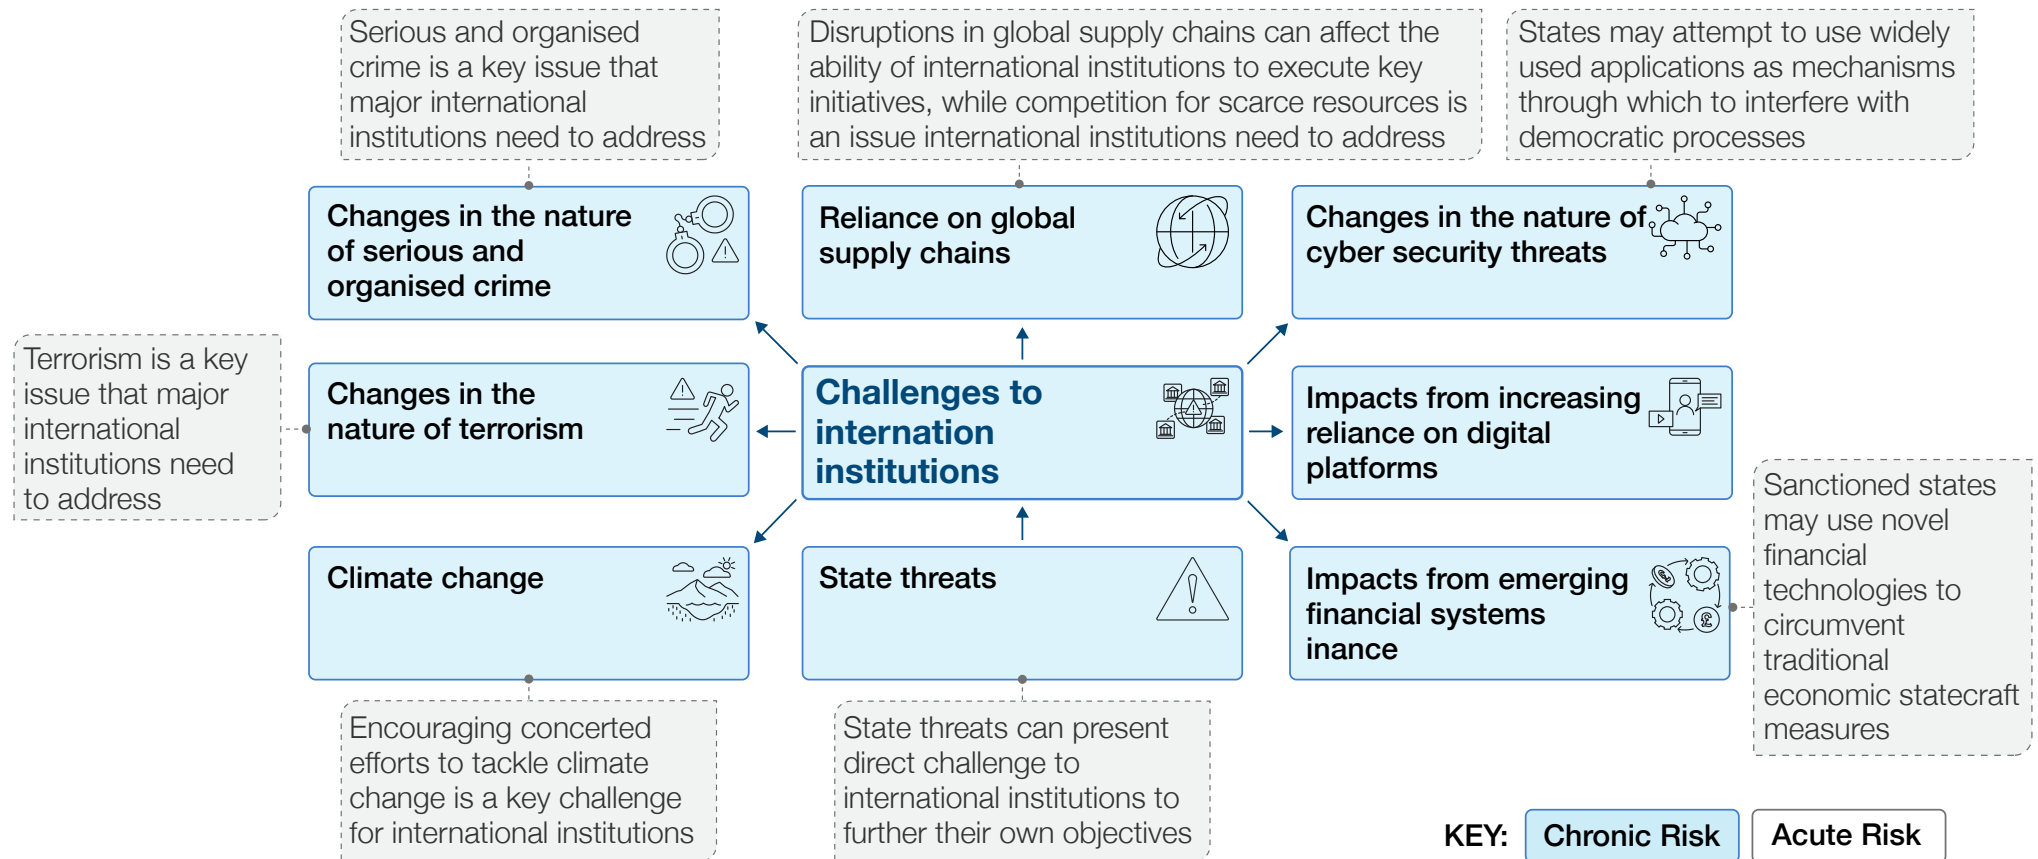 Serious and organised
crime is a key issue that
major international
institutions need to address
Disruptions in global supply chains can affect the
ability of international institutions to execute key
initiatives, while competition for scarce resources is
an issue international institutions need to address
States may attempt to use widely
used applications as mechanisms
through which to interfere with
democratic processes
Changes in the nature
of serious and
organised crime
Reliance on global
supply chains
Changes in the nature of
cyber security threats
Terrorism is a key
issue that major
international
institutions need
to address
Changes in the
nature of terrorism
Challenges to
internation
institutions
Impacts from increasing
reliance on digital
platforms
Sanctioned states
may use novel
financial
technologies to
circumvent
traditional
economic statecraft
measures
Climate change
State threats
Impacts from emerging
financial systems
inance
£
Encouraging concerted
efforts to tackle climate
change is a key challenge
for international institutions
State threats can present
direct challenge to
international institutions to
further their own objectives
KEY:
Chronic Risk
Acute Risk